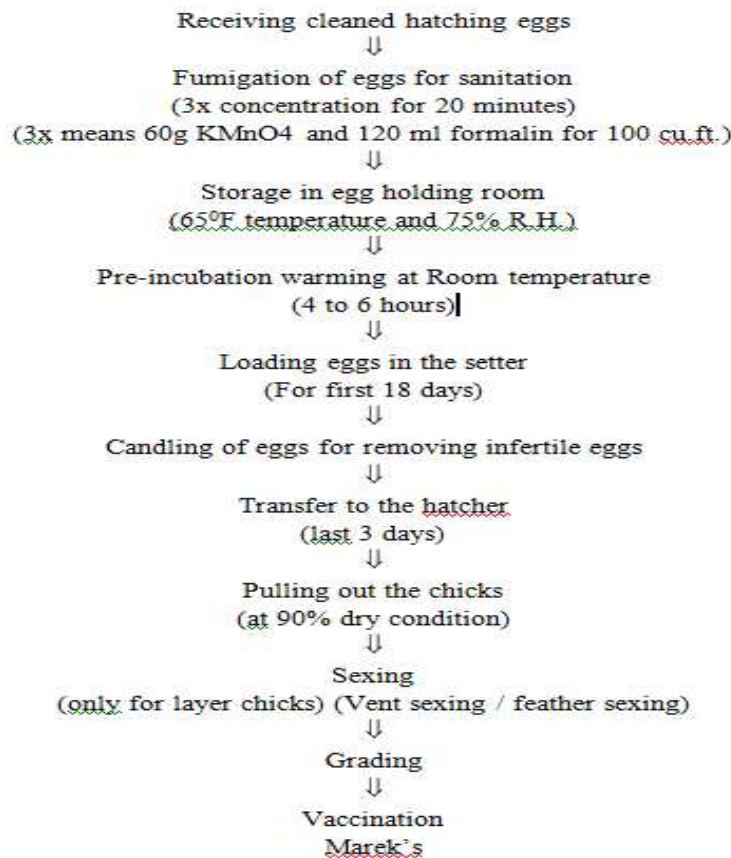 Receiving cleaned hatching eggs
⇓
Fumigation of eggs for sanitation
(3x concentration for 20 minutes)
(3x means 60g KMnO4 and 120 ml formalin for 100 cu.ft.)
⇓
Storage in egg holding room
(65⁰F temperature and 75% R.H.)
⇓
Pre-incubation warming at Room temperature
(4 to 6 hours)
⇓
Loading eggs in the setter
(For first 18 days)
⇓
Candling of eggs for removing infertile eggs
⇓
Transfer to the hatcher
(last 3 days)
⇓
Pulling out the chicks
(at 90% dry condition)
⇓
Sexing
(only for layer chicks) (Vent sexing / feather sexing)
⇓
Grading
⇓
Vaccination
Marek's